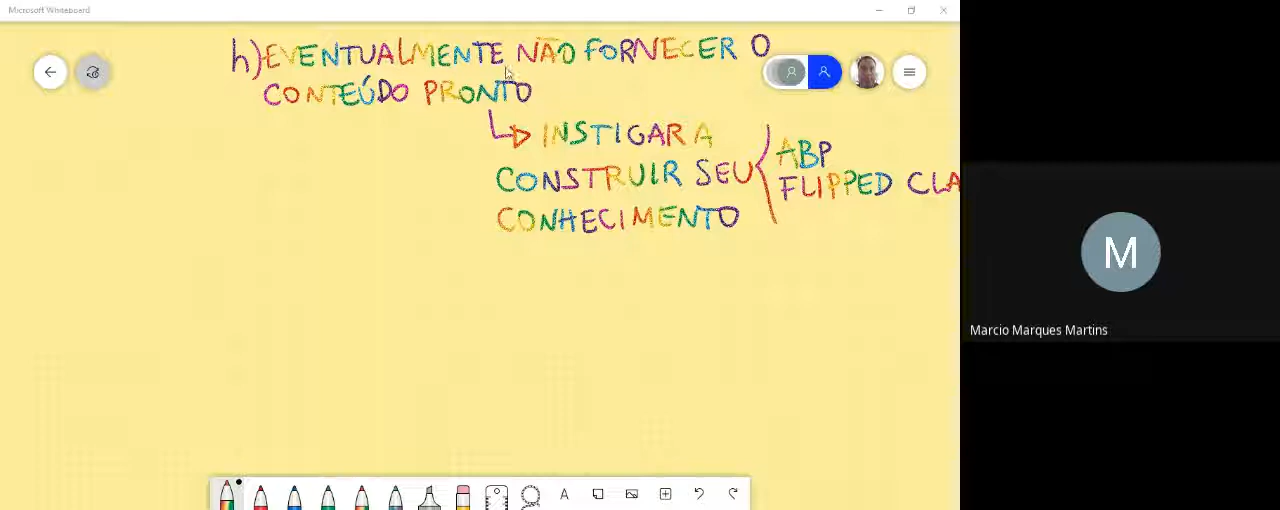 Microsoft Whiteboard
h) EVENTUALMENTE NÃO FORNECER O
CONTEÚDO PRONTO
INSTIGAR A
CONSTRUIR SEU
CONHECIMENTO
ABP
FLIPPED CLA
A
M
Marcio Marques Martins